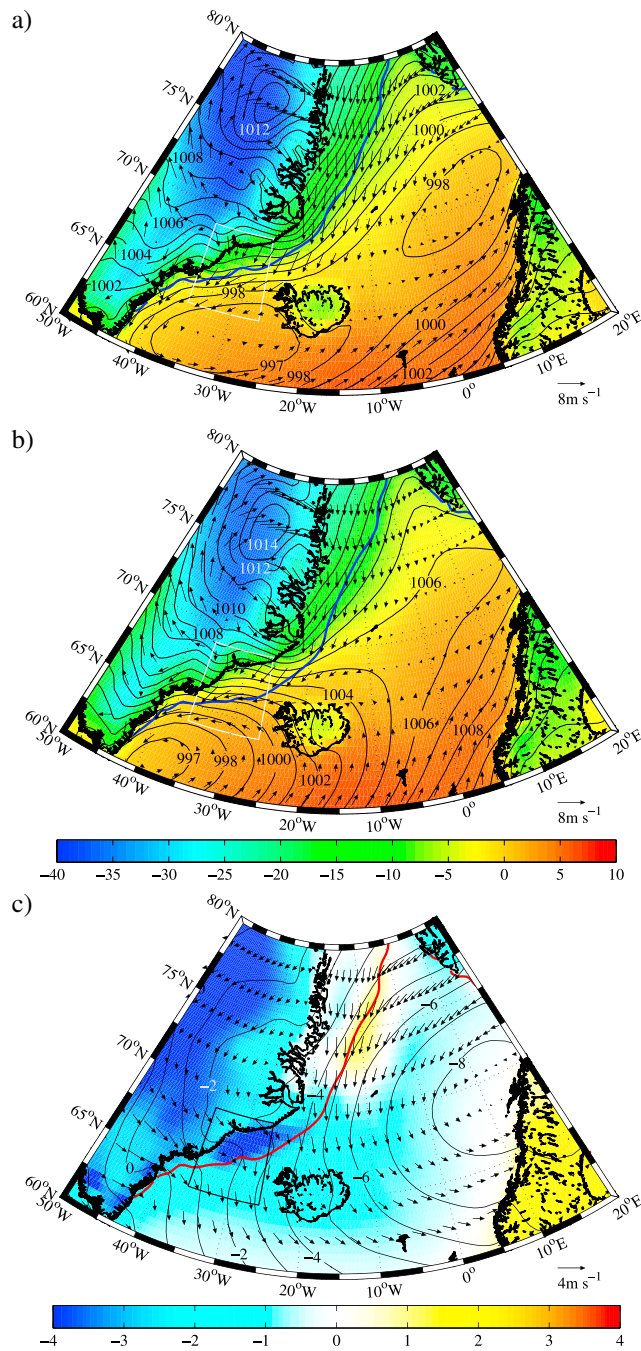 a)
80°N
75°N
70°N
65°N
60°N
50°W
40°W
30°W
20°W
10°W
0°
10°E
20°E
1012
1008
1006
1004
1002
998
997
998
1002
1000
998
1000
1002
8m s⁻¹
b)
80°N
75°N
70°N
65°N
60°N
50°W
40°W
30°W
20°W
10°W
0°
10°E
20°E
1014
1012
1010
1008
1006
1004
1006
1008
997
998
1000
1002
8m s⁻¹
−40 −35 −30 −25 −20 −15 −10 −5 0 5 10
c)
80°N
75°N
70°N
65°N
60°N
50°W
40°W
30°W
20°W
10°W
0°
10°E
20°E
−6
−8
−2
−4
0
−6
−2
−4
4m s⁻¹
−4 −3 −2 −1 0 1 2 3 4